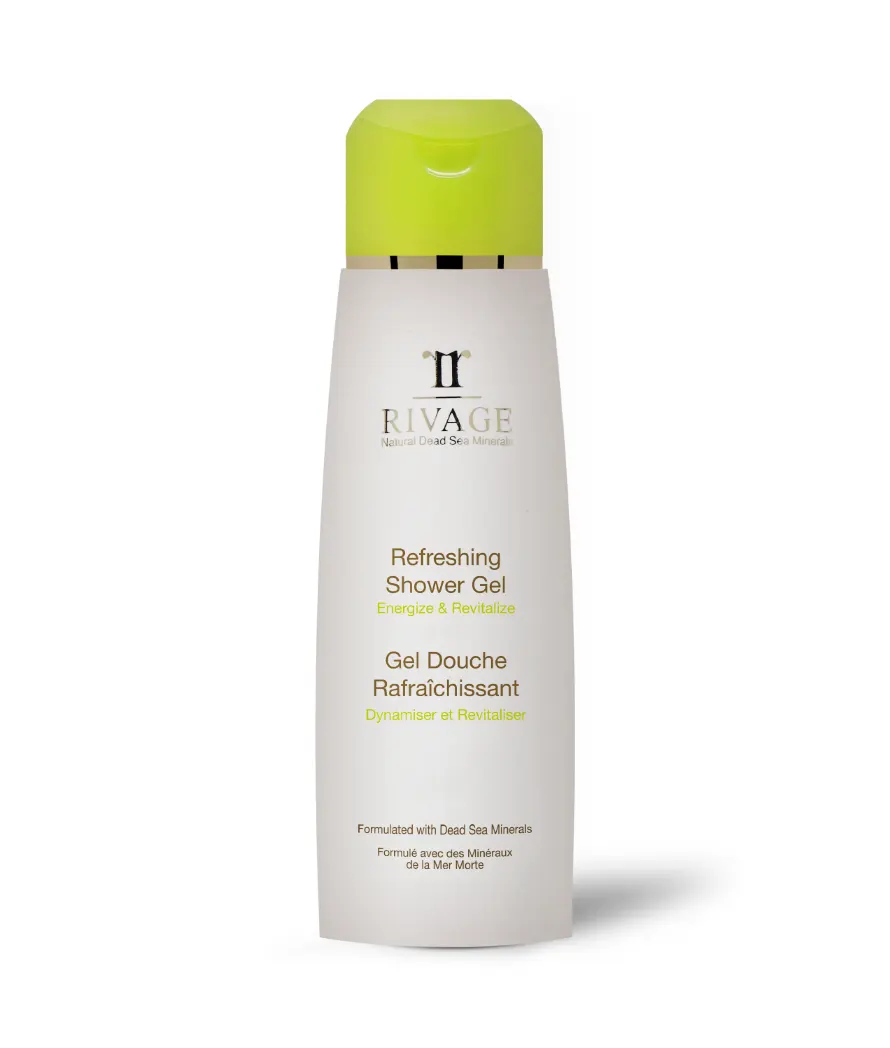 RIVAGE
Natural Dead Sea Minerals
Refreshing
Shower Gel
Energize & Revitalize
Gel Douche
Rafraîchissant
Dynamiser et Revitaliser
Formulated with Dead Sea Minerals
Formulé avec des Minéraux
de la Mer Morte